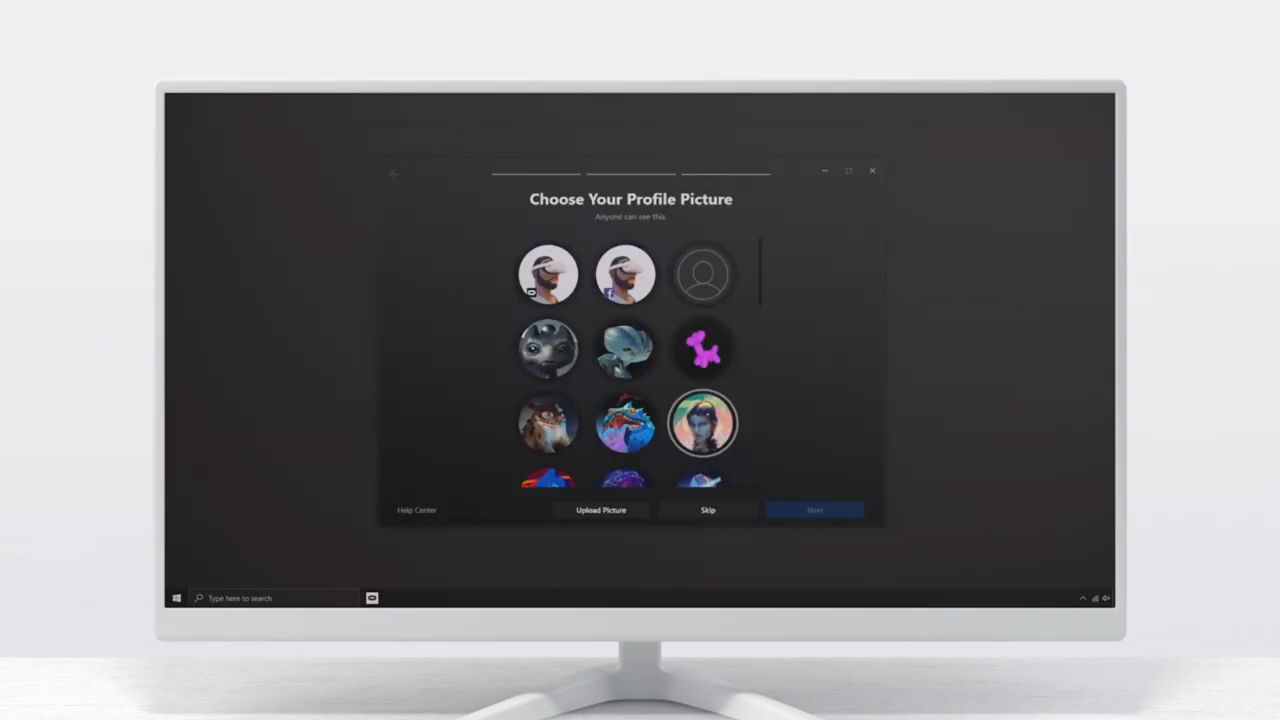 Choose Your Profile Picture
Anyone can see this.
Help Center
Upload Picture
Skip
Next
Type here to search